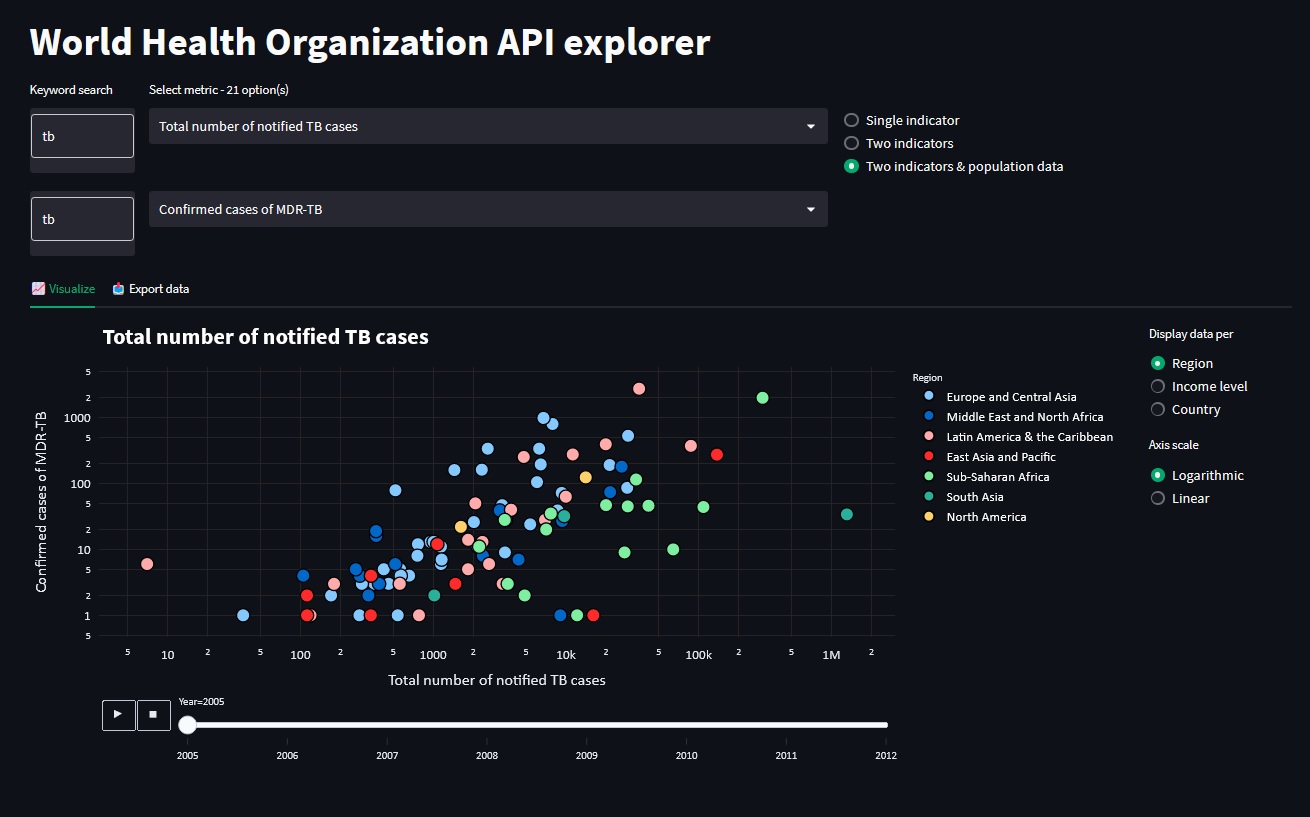 World Health Organization API explorer
Keyword search
Select metric - 21 option(s)
tb
Total number of notified TB cases
Single indicator
Two indicators
Two indicators & population data
tb
Confirmed cases of MDR-TB
Visualize
Export data
Total number of notified TB cases
Display data per
Region
Income level
Country
Axis scale
Logarithmic
Linear
Region
Europe and Central Asia
Middle East and North Africa
Latin America & the Caribbean
East Asia and Pacific
Sub-Saharan Africa
South Asia
North America
Confirmed cases of MDR-TB
5
2
1000
5
2
100
5
2
10
5
2
1
5
5 10 2 5 100 2 5 1000 2 5 10k 2 5 100k 2 5 1M 2
Total number of notified TB cases
Year=2005
2005 2006 2007 2008 2009 2010 2011 2012